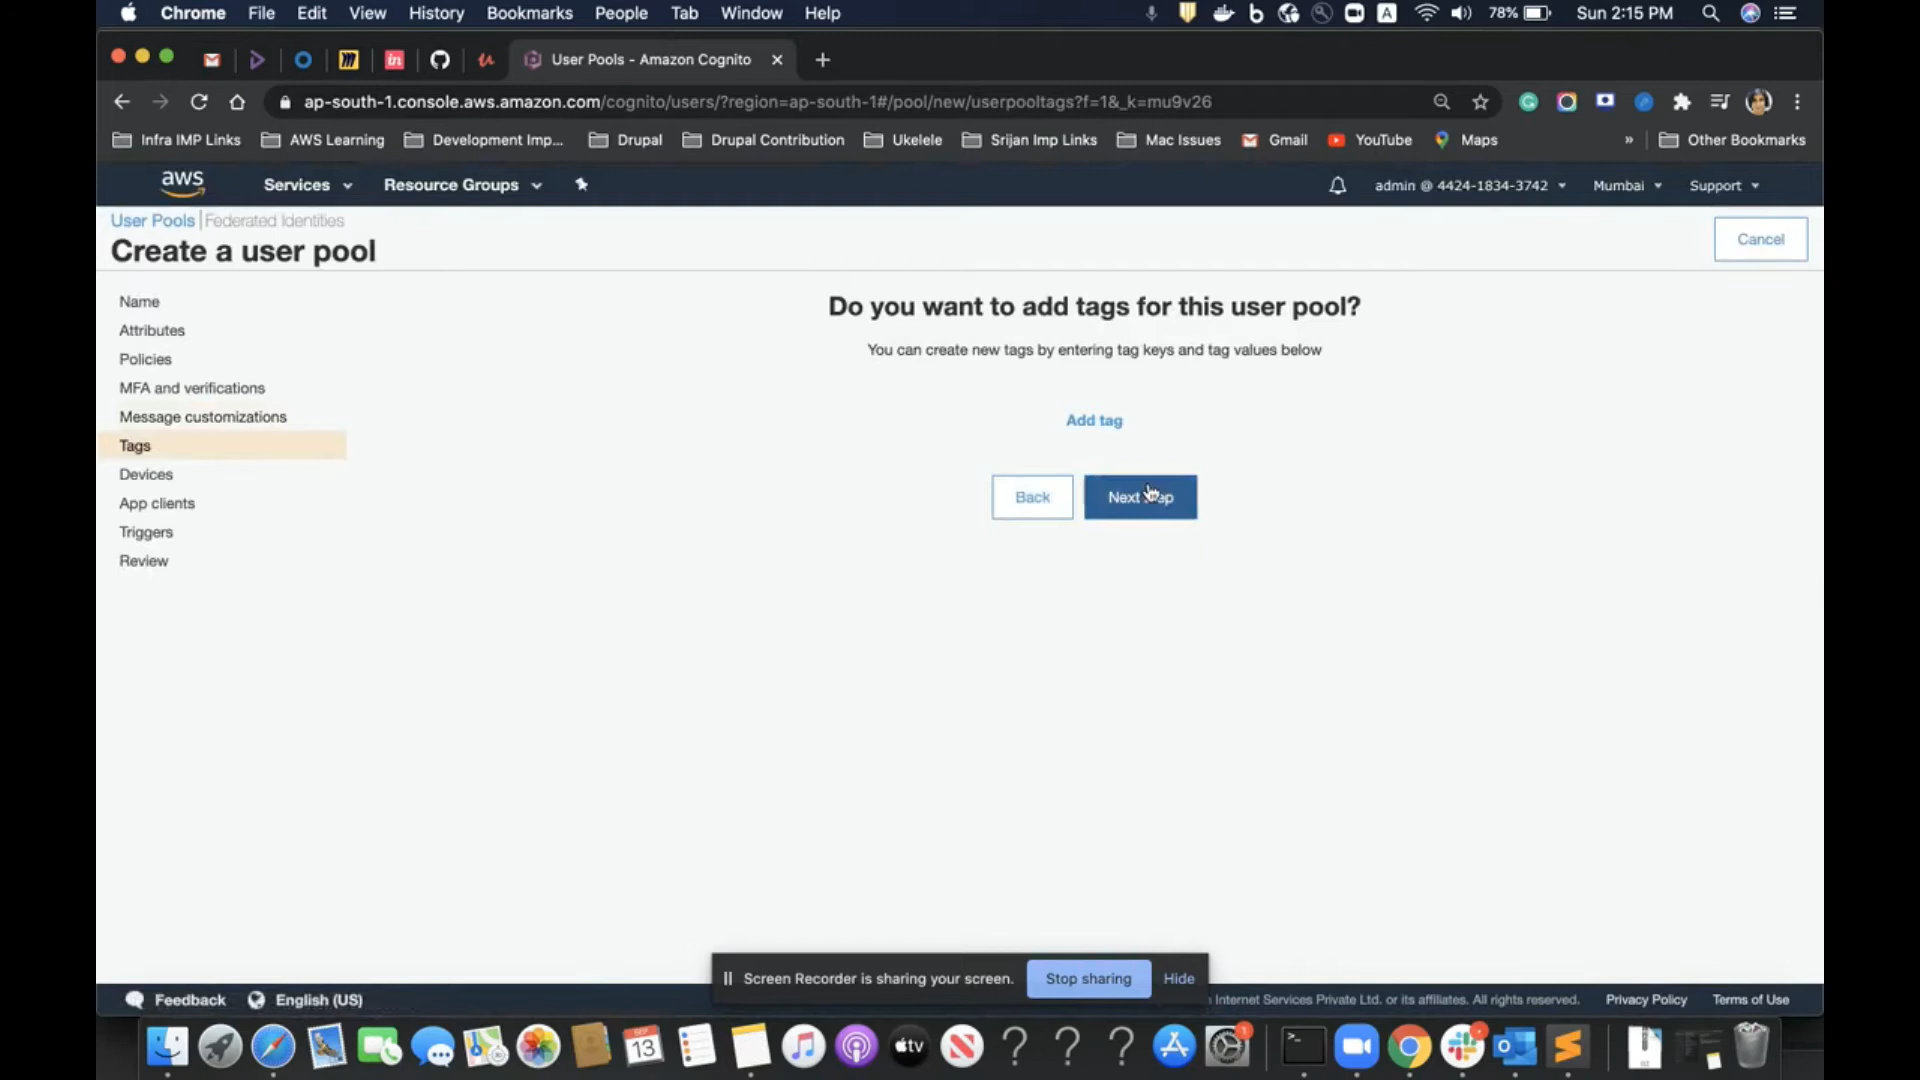 Chrome File Edit View History Bookmarks People Tab Window Help 78% Sun 2:15 PM
User Pools - Amazon Cognito
ap-south-1.console.aws.amazon.com/cognito/users/?region=ap-south-1#/pool/new/userpooltags?f=1&_k=mu9v26
Infra IMP Links AWS Learning Development Imp... Drupal Drupal Contribution Ukelele Srijan Imp Links Mac Issues Gmail YouTube Maps » Other Bookmarks
aws Services Resource Groups admin @ 4424-1834-3742 Mumbai Support
User Pools | Federated Identities
Create a user pool
Cancel
Name
Attributes
Policies
MFA and verifications
Message customizations
Tags
Devices
App clients
Triggers
Review
Do you want to add tags for this user pool?
You can create new tags by entering tag keys and tag values below
Add tag
Back Next
Screen Recorder is sharing your screen. Stop sharing Hide
Feedback English (US) Internet Services Private Ltd. or its affiliates. All rights reserved. Privacy Policy Terms of Use
SEP
13
tv
1